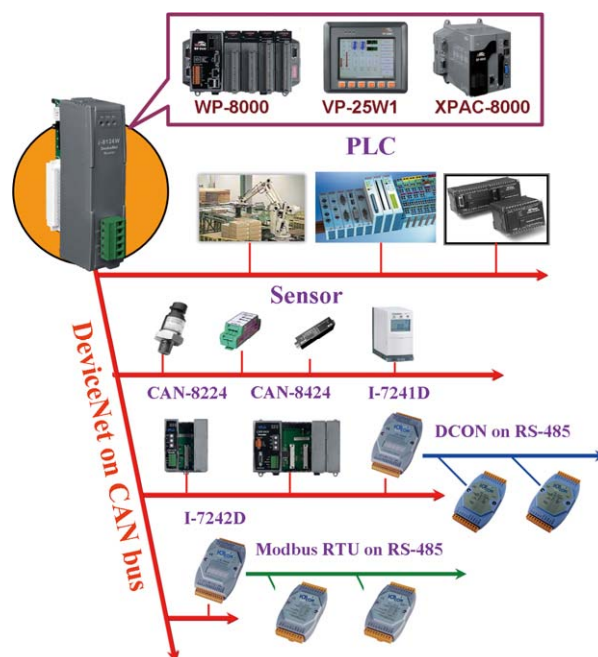 WP-8000
VP-25W1
XPAC-8000
PLC
Sensor
CAN-8224
CAN-8424
I-7241D
DCON on RS-485
I-7242D
Modbus RTU on RS-485
DeviceNet on CAN bus